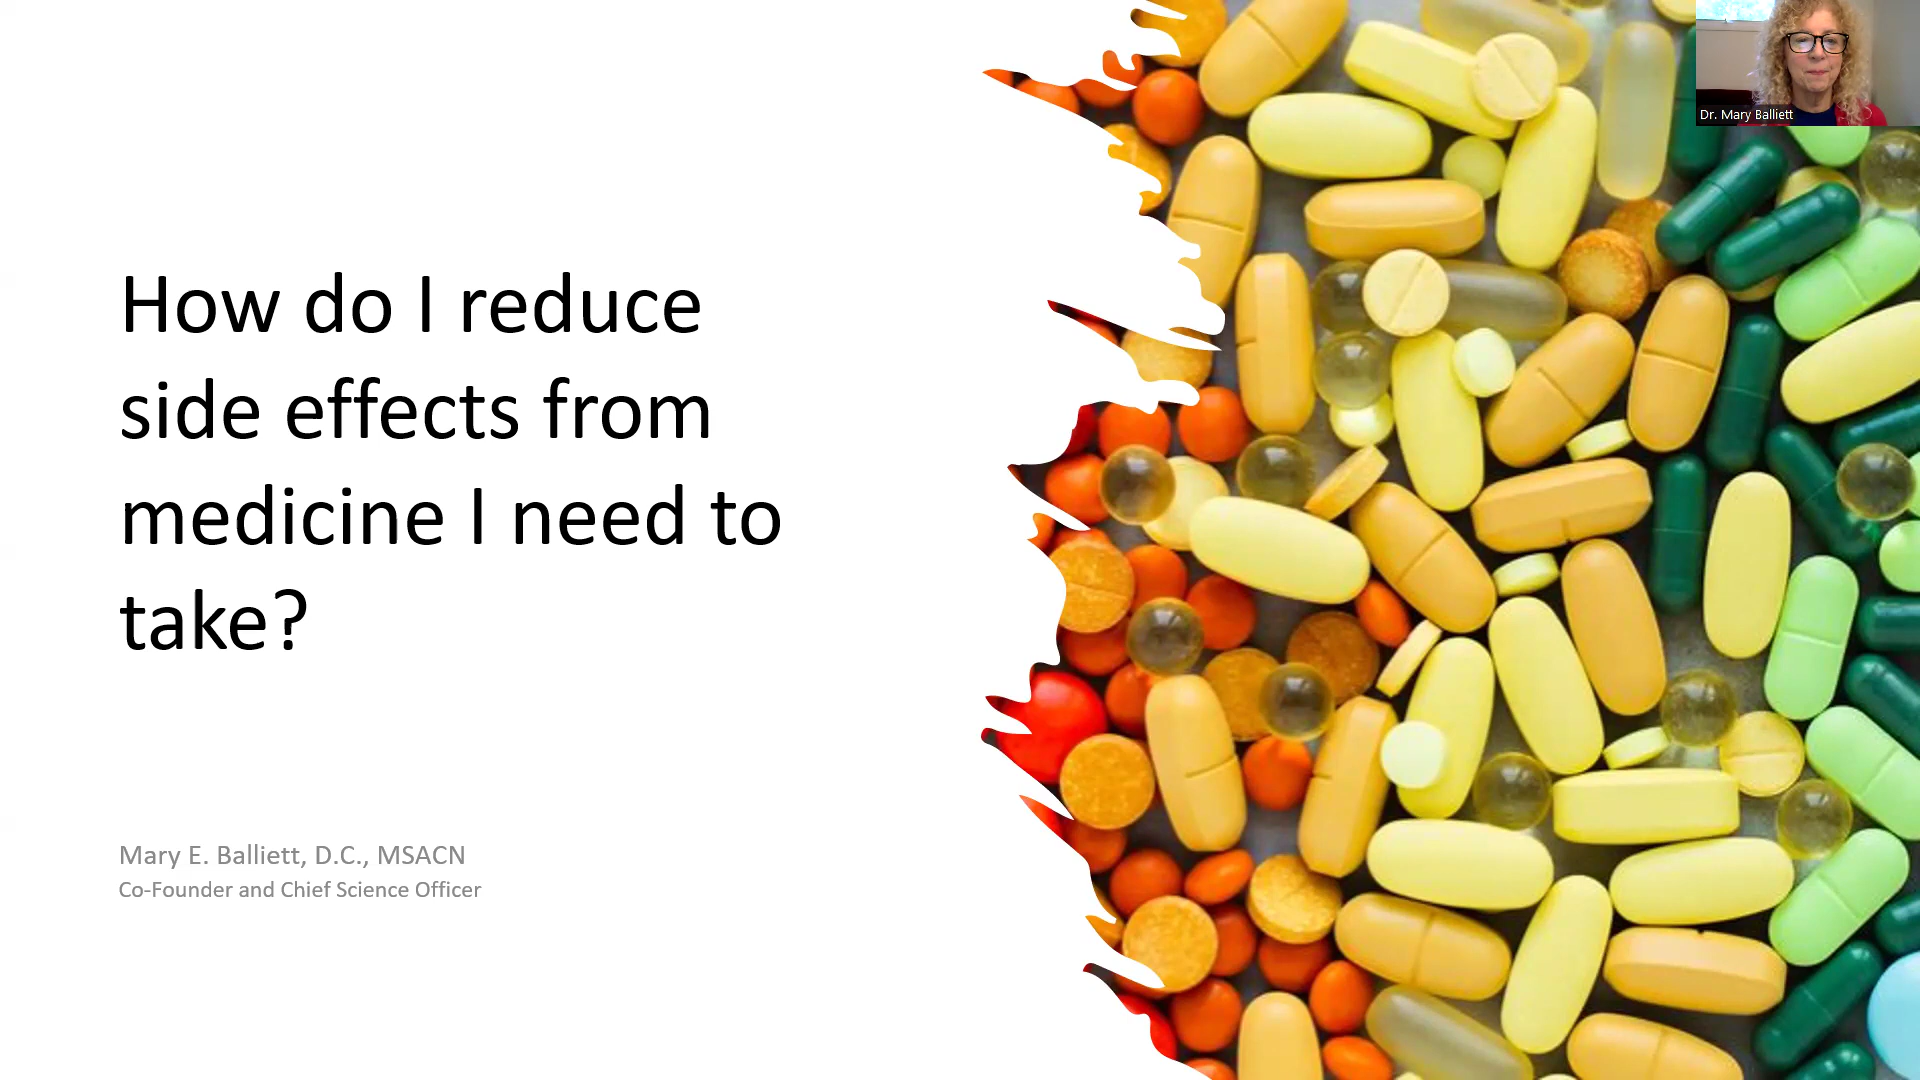 Dr. Mary Balliett
How do I reduce
side effects from
medicine I need to
take?
Mary E. Balliett, D.C., MSACN
Co-Founder and Chief Science Officer